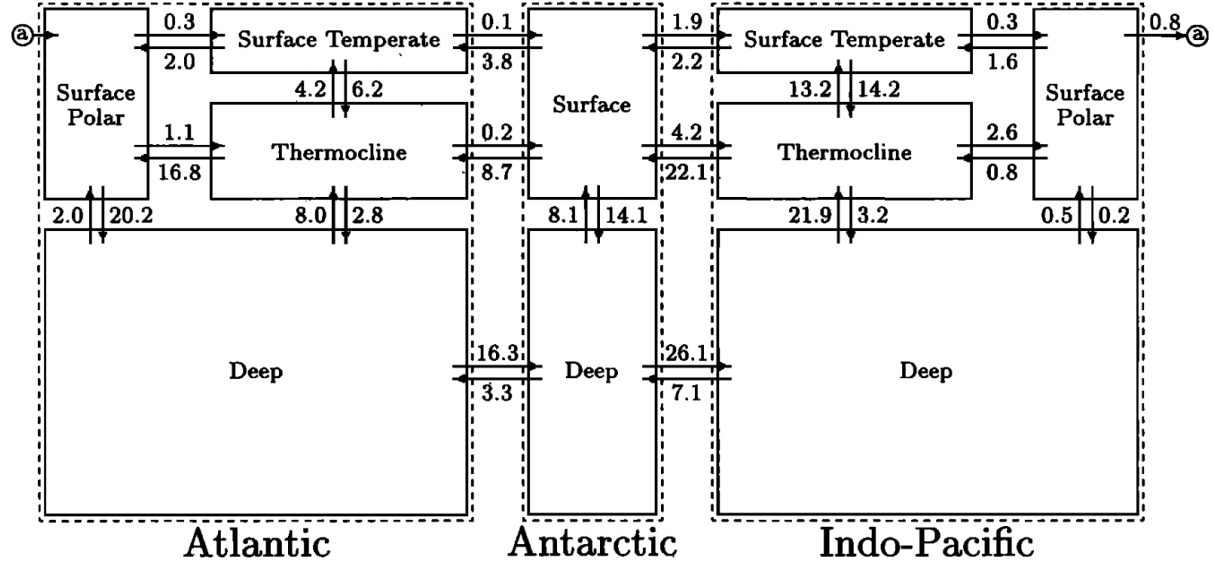 0.3 0.1 1.9 0.3 0.8
ⓐ Surface Temperate Surface Temperate ⓐ
2.0 3.8 2.2 1.6
4.2 6.2 13.2 14.2
Surface Polar Surface Surface Polar
1.1 0.2 4.2 2.6
Thermocline Thermocline
16.8 8.7 22.1 0.8
2.0 20.2 8.0 2.8 8.1 14.1 21.9 3.2 0.5 0.2
16.3 26.1
Deep Deep Deep
3.3 7.1
Atlantic Antarctic Indo-Pacific